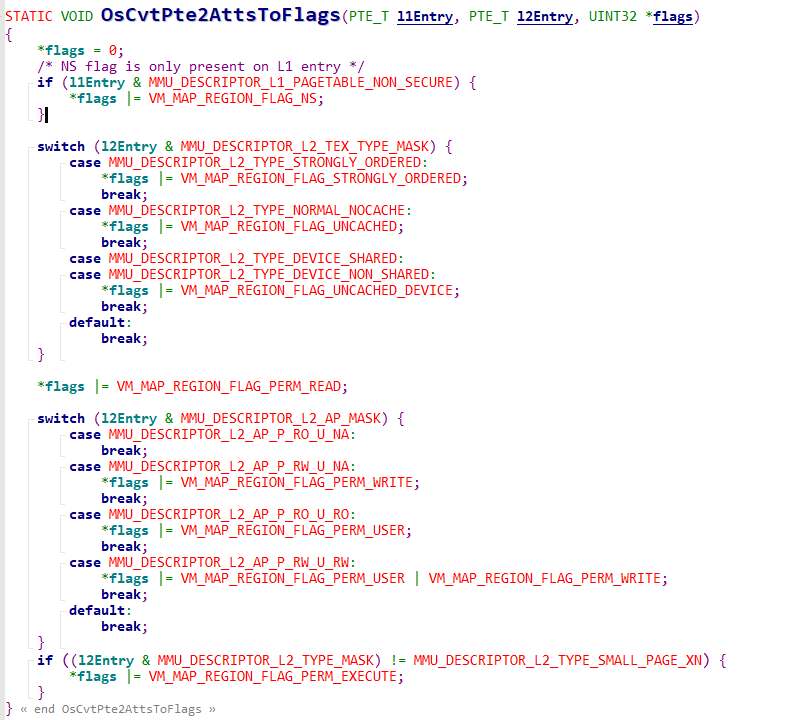 STATIC VOID OsCvtPte2AttsToFlags(PTE_T l1Entry, PTE_T l2Entry, UINT32 *flags)
{
    *flags = 0;
    /* NS flag is only present on L1 entry */
    if (l1Entry & MMU_DESCRIPTOR_L1_PAGETABLE_NON_SECURE) {
        *flags |= VM_MAP_REGION_FLAG_NS;
    }

    switch (l2Entry & MMU_DESCRIPTOR_L2_TEX_TYPE_MASK) {
        case MMU_DESCRIPTOR_L2_TYPE_STRONGLY_ORDERED:
            *flags |= VM_MAP_REGION_FLAG_STRONGLY_ORDERED;
            break;
        case MMU_DESCRIPTOR_L2_TYPE_NORMAL_NOCACHE:
            *flags |= VM_MAP_REGION_FLAG_UNCACHED;
            break;
        case MMU_DESCRIPTOR_L2_TYPE_DEVICE_SHARED:
        case MMU_DESCRIPTOR_L2_TYPE_DEVICE_NON_SHARED:
            *flags |= VM_MAP_REGION_FLAG_UNCACHED_DEVICE;
            break;
        default:
            break;
    }

    *flags |= VM_MAP_REGION_FLAG_PERM_READ;

    switch (l2Entry & MMU_DESCRIPTOR_L2_AP_MASK) {
        case MMU_DESCRIPTOR_L2_AP_P_RO_U_NA:
            break;
        case MMU_DESCRIPTOR_L2_AP_P_RW_U_NA:
            *flags |= VM_MAP_REGION_FLAG_PERM_WRITE;
            break;
        case MMU_DESCRIPTOR_L2_AP_P_RO_U_RO:
            *flags |= VM_MAP_REGION_FLAG_PERM_USER;
            break;
        case MMU_DESCRIPTOR_L2_AP_P_RW_U_RW:
            *flags |= VM_MAP_REGION_FLAG_PERM_USER | VM_MAP_REGION_FLAG_PERM_WRITE;
            break;
        default:
            break;
    }
    if ((l2Entry & MMU_DESCRIPTOR_L2_TYPE_MASK) != MMU_DESCRIPTOR_L2_TYPE_SMALL_PAGE_XN) {
        *flags |= VM_MAP_REGION_FLAG_PERM_EXECUTE;
    }
} « end OsCvtPte2AttsToFlags »